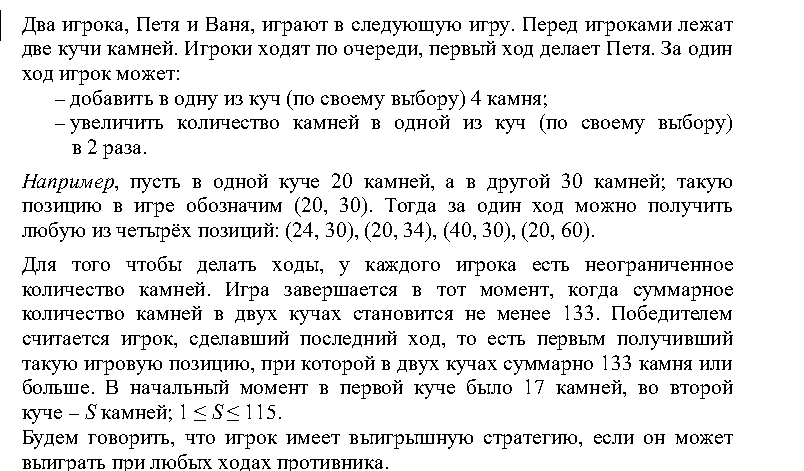 Два игрока, Петя и Ваня, играют в следующую игру. Перед игроками лежат
две кучи камней. Игроки ходят по очереди, первый ход делает Петя. За один
ход игрок может:
– добавить в одну из куч (по своему выбору) 4 камня;
– увеличить количество камней в одной из куч (по своему выбору)
в 2 раза.
Например, пусть в одной куче 20 камней, а в другой 30 камней; такую
позицию в игре обозначим (20, 30). Тогда за один ход можно получить
любую из четырёх позиций: (24, 30), (20, 34), (40, 30), (20, 60).
Для того чтобы делать ходы, у каждого игрока есть неограниченное
количество камней. Игра завершается в тот момент, когда суммарное
количество камней в двух кучах становится не менее 133. Победителем
считается игрок, сделавший последний ход, то есть первым получивший
такую игровую позицию, при которой в двух кучах суммарно 133 камня или
больше. В начальный момент в первой куче было 17 камней, во второй
куче – S камней; 1 ≤ S ≤ 115.
Будем говорить, что игрок имеет выигрышную стратегию, если он может
выиграть при любых ходах противника.